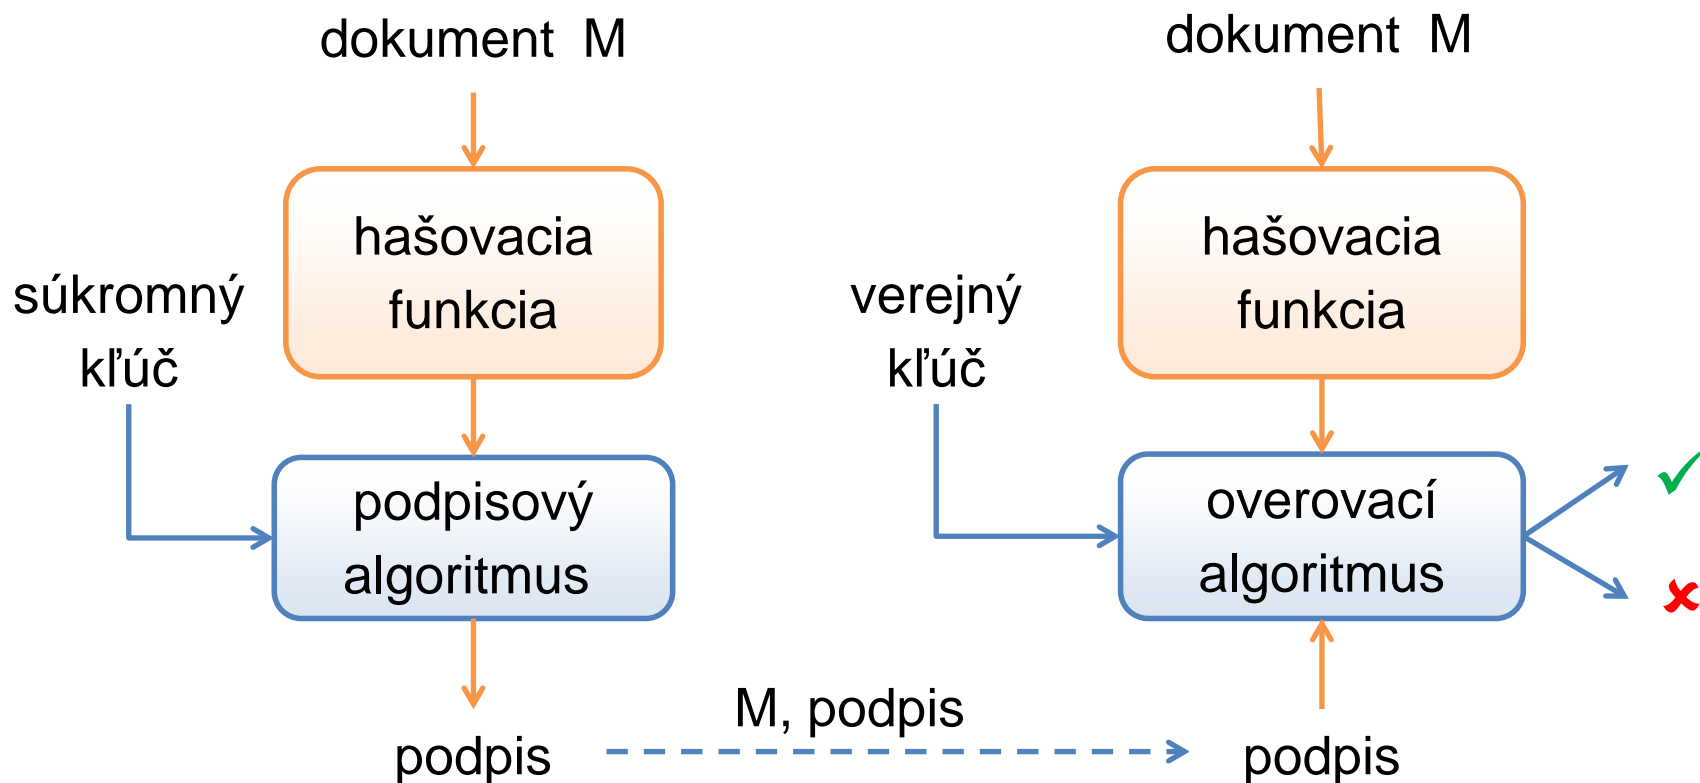 dokument M
hašovacia
funkcia
súkromný
kľúč
podpisový
algoritmus
podpis
M, podpis
dokument M
hašovacia
funkcia
verejný
kľúč
overovací
algoritmus
podpis